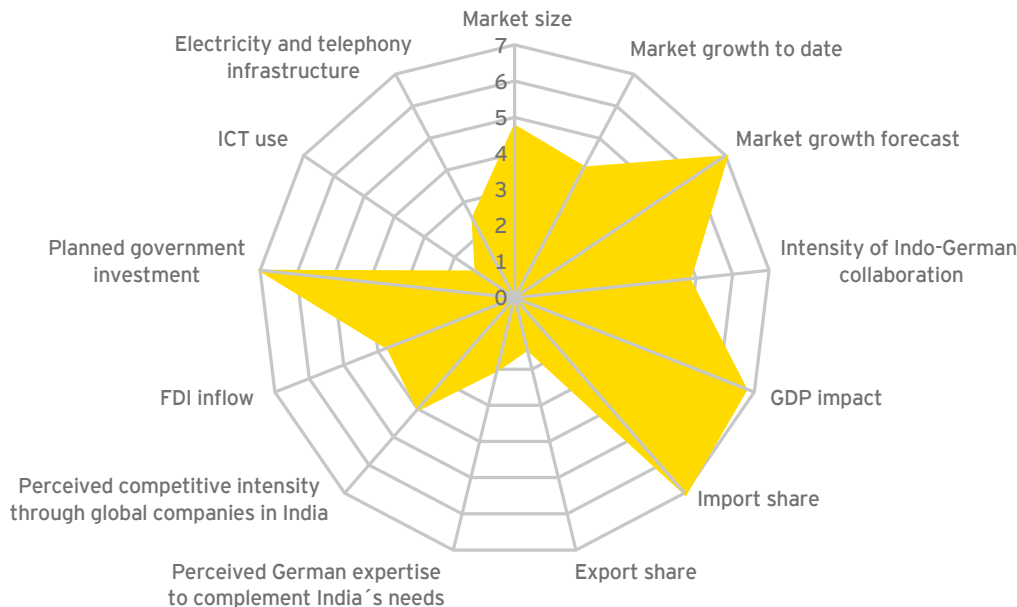 Market size
Market growth to date
Market growth forecast
Intensity of Indo-German
collaboration
GDP impact
Import share
Export share
Perceived German expertise
to complement India´s needs
Perceived competitive intensity
through global companies in India
FDI inflow
Planned government
investment
ICT use
Electricity and telephony
infrastructure
7
6
5
4
3
2
1
0